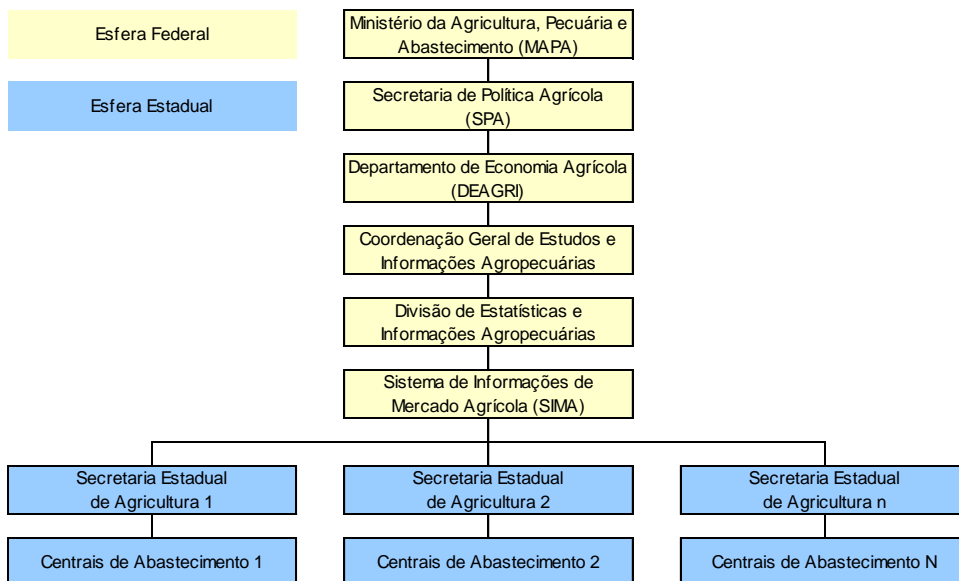 Esfera Federal
Ministério da Agricultura, Pecuária e
Abastecimento (MAPA)
Esfera Estadual
Secretaria de Política Agrícola
(SPA)
Departamento de Economia Agrícola
(DEAGRI)
Coordenação Geral de Estudos e
Informações Agropecuárias
Divisão de Estatísticas e
Informações Agropecuárias
Sistema de Informações de
Mercado Agrícola (SIMA)
Secretaria Estadual
de Agricultura 1
Secretaria Estadual
de Agricultura 2
Secretaria Estadual
de Agricultura n
Centrais de Abastecimento 1
Centrais de Abastecimento 2
Centrais de Abastecimento N